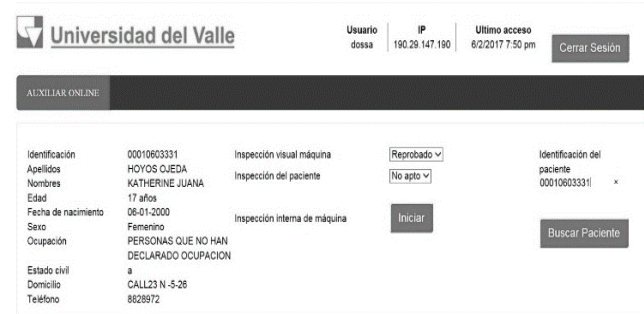 Universidad del Valle
Usuario IP Ultimo acceso
dossa 190.29.147.190 6/2/2017 7:50 pm
Cerrar Sesión
AUXILIAR ONLINE
Identificación 00010603331
Apellidos HOYOS OJEDA
Nombres KATHERINE JUANA
Edad 17 años
Fecha de nacimiento 06-01-2000
Sexo Femenino
Ocupación PERSONAS QUE NO HAN
DECLARADO OCUPACION
Estado civil a
Domicilio CALL23 N -5-26
Teléfono 8828972
Inspección visual máquina Reprobado
Inspección del paciente No apto
Inspección interna de máquina Iniciar
Identificación del
paciente
00010603331 ×
Buscar Paciente